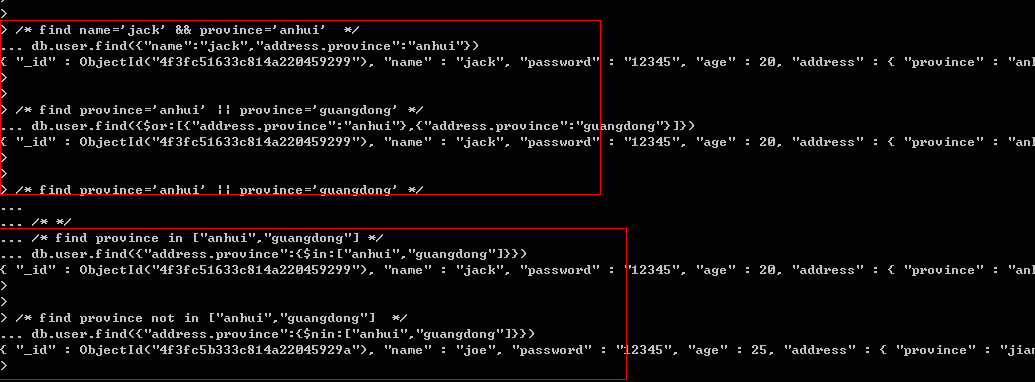 >
> /* find name='jack' && province='anhui'  */
... db.user.find({"name":"jack","address.province":"anhui"})
{ "_id" : ObjectId("4f3fc51633c814a220459299"), "name" : "jack", "password" : "12345", "age" : 20, "address" : { "province" : "anh
>
>
> /* find province='anhui' || province='guangdong' */
... db.user.find({$or:[{"address.province":"anhui"},{"address.province":"guangdong"}]})
{ "_id" : ObjectId("4f3fc51633c814a220459299"), "name" : "jack", "password" : "12345", "age" : 20, "address" : { "province" : "anh
>
>
> /* find province='anhui' || province='guangdong' */
...
... /* */
... /* find province in ["anhui","guangdong"] */
... db.user.find({"address.province":{$in:["anhui","guangdong"]}})
{ "_id" : ObjectId("4f3fc51633c814a220459299"), "name" : "jack", "password" : "12345", "age" : 20, "address" : { "province" : "anh
>
>
> /* find province not in ["anhui","guangdong"]  */
... db.user.find({"address.province":{$nin:["anhui","guangdong"]}})
{ "_id" : ObjectId("4f3fc5b333c814a22045929a"), "name" : "joe", "password" : "12345", "age" : 25, "address" : { "province" : "jian
>